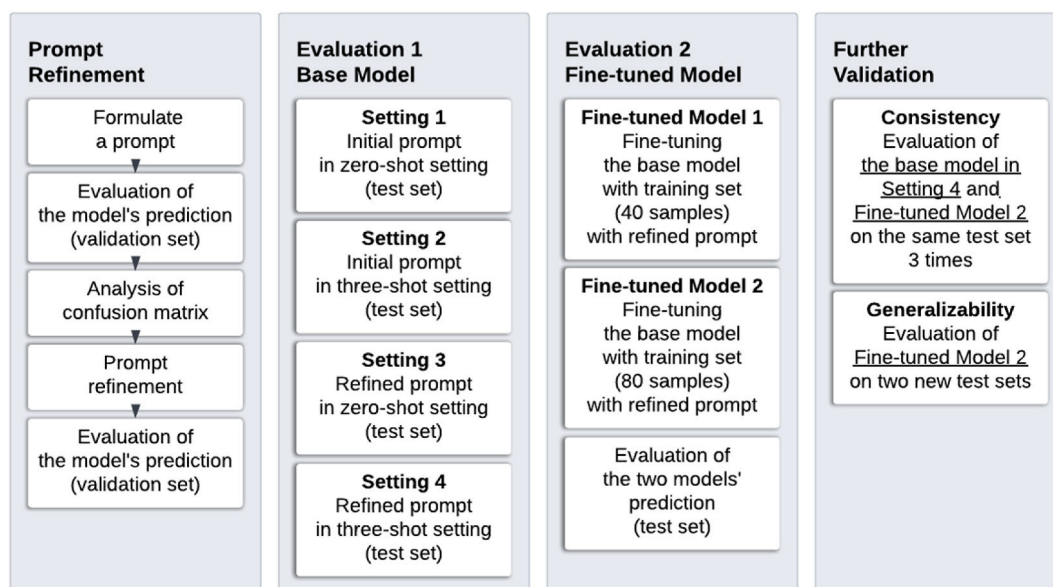 Prompt
Refinement
Formulate
a prompt
Evaluation of
the model's prediction
(validation set)
Analysis of
confusion matrix
Prompt
refinement
Evaluation of
the model's prediction
(validation set)
Evaluation 1
Base Model
Setting 1
Initial prompt
in zero-shot setting
(test set)
Setting 2
Initial prompt
in three-shot setting
(test set)
Setting 3
Refined prompt
in zero-shot setting
(test set)
Setting 4
Refined prompt
in three-shot setting
(test set)
Evaluation 2
Fine-tuned Model
Fine-tuned Model 1
Fine-tuning
the base model
with training set
(40 samples)
with refined prompt
Fine-tuned Model 2
Fine-tuning
the base model
with training set
(80 samples)
with refined prompt
Evaluation of
the two models'
prediction
(test set)
Further
Validation
Consistency
Evaluation of
the base model in
Setting 4 and
Fine-tuned Model 2
on the same test set
3 times
Generalizability
Evaluation of
Fine-tuned Model 2
on two new test sets